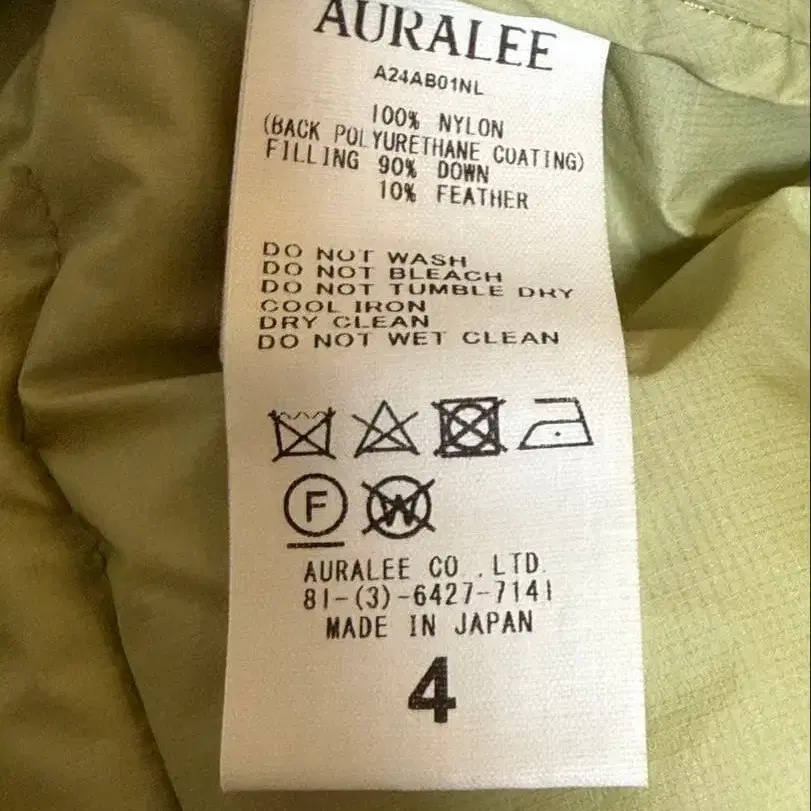 AURALEE
A24AB01NL
100% NYLON
(BACK POLYURETHANE COATING)
FILLING 90% DOWN
10% FEATHER
DO NOT WASH
DO NOT BLEACH
DO NOT TUMBLE DRY
COOL IRON
DRY CLEAN
DO NOT WET CLEAN
F W
AURALEE CO.,LTD.
81-(3)-6427-7141
MADE IN JAPAN
4